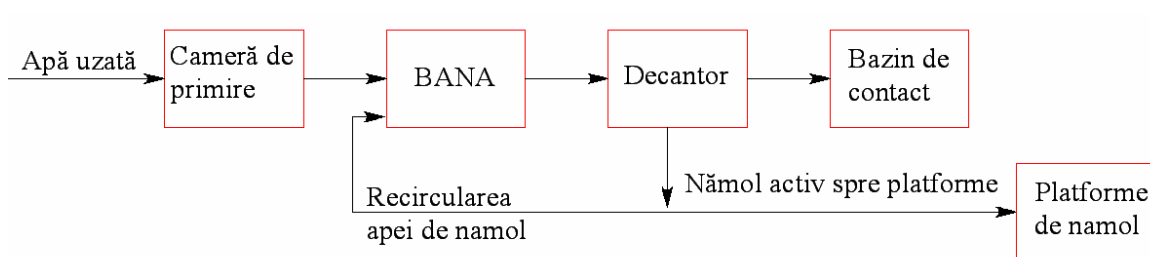 Apă uzată
Cameră de
primire
BANA
Decantor
Bazin de
contact
Nămol activ spre platforme
Recircularea
apei de namol
Platforme
de namol